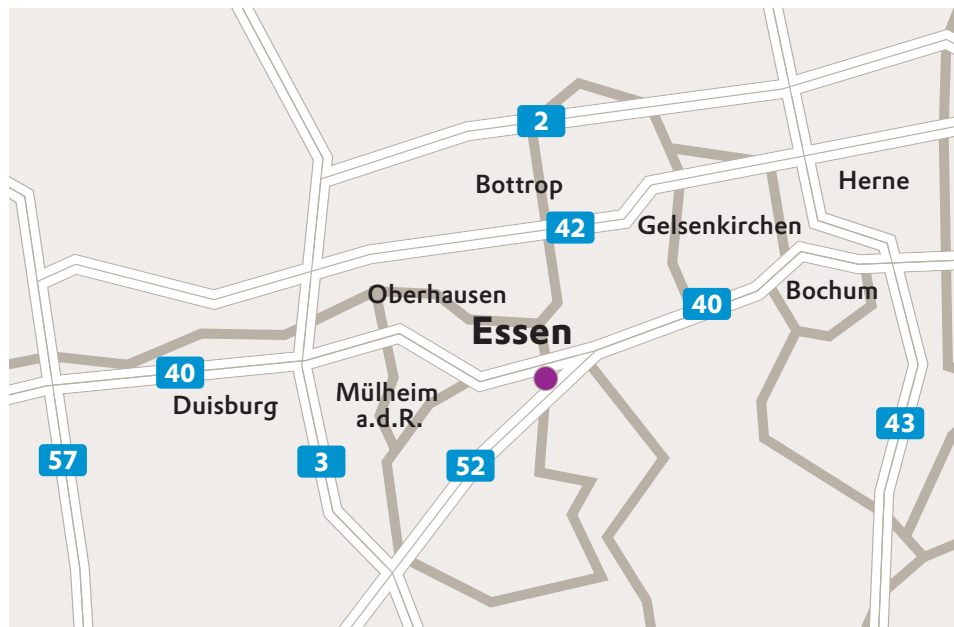 2
Bottrop
Herne
42
Gelsenkirchen
Oberhausen
Bochum
40
Essen
40
Duisburg
Mülheim
a.d.R.
43
57
3
52